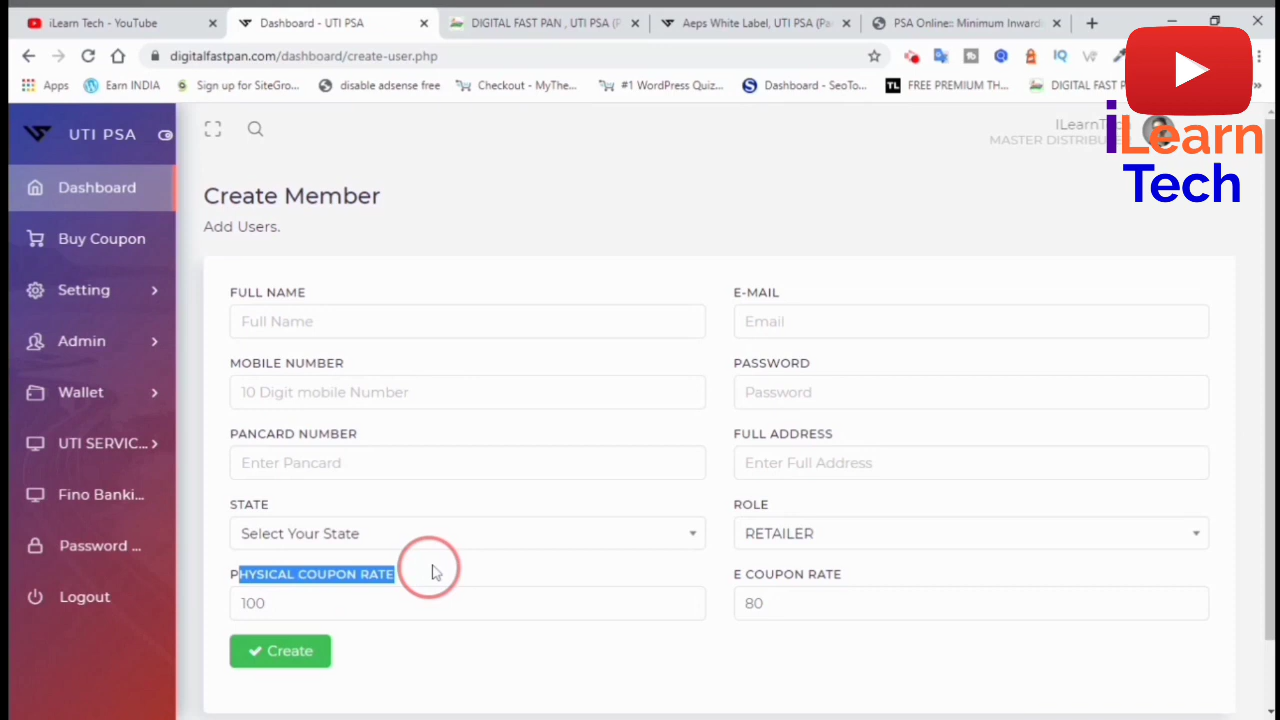 iLearn Tech - YouTube
Dashboard - UTI PSA
DIGITAL FAST PAN , UTI PSA (P
Aeps White Label, UTI PSA (Pa
PSA Online:: Minimum Inward
digitalfastpan.com/dashboard/create-user.php
Apps
Earn INDIA
Sign up for SiteGro...
disable adsense free
Checkout - MyThe...
#1 WordPress Quiz...
Dashboard - SeoTo...
FREE PREMIUM TH...
DIGITAL FAST P
iLearn
Tech
UTI PSA
ILearnTech
MASTER DISTRIBU
Dashboard
Buy Coupon
Setting
Admin
Wallet
UTI SERVIC...
Fino Banki...
Password ...
Logout
Create Member
Add Users.
FULL NAME
Full Name
E-MAIL
Email
MOBILE NUMBER
10 Digit mobile Number
PASSWORD
Password
PANCARD NUMBER
Enter Pancard
FULL ADDRESS
Enter Full Address
STATE
Select Your State
ROLE
RETAILER
PHYSICAL COUPON RATE
100
E COUPON RATE
80
Create